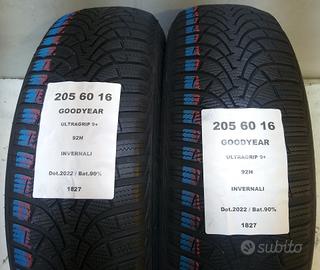 205 60 16
GOODYEAR
ULTRAGRIP 9+
92H
INVERNALI
Dot.2022 / Bat.90%
1827
205 60 16
GOODYEAR
ULTRAGRIP 9+
92H
INVERNALI
Dot.2022 / Bat.90%
1827
subito